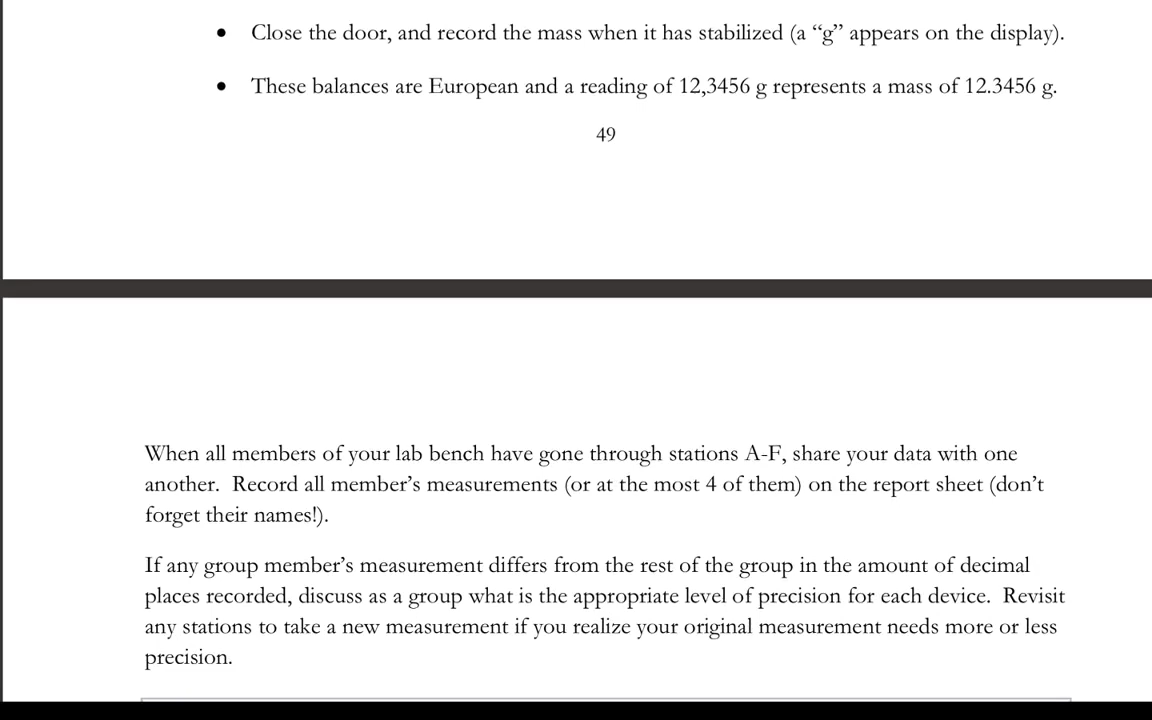 • Close the door, and record the mass when it has stabilized (a “g” appears on the display).
• These balances are European and a reading of 12,3456 g represents a mass of 12.3456 g.
49
When all members of your lab bench have gone through stations A-F, share your data with one
another.  Record all member’s measurements (or at the most 4 of them) on the report sheet (don’t
forget their names!).
If any group member’s measurement differs from the rest of the group in the amount of decimal
places recorded, discuss as a group what is the appropriate level of precision for each device.  Revisit
any stations to take a new measurement if you realize your original measurement needs more or less
precision.